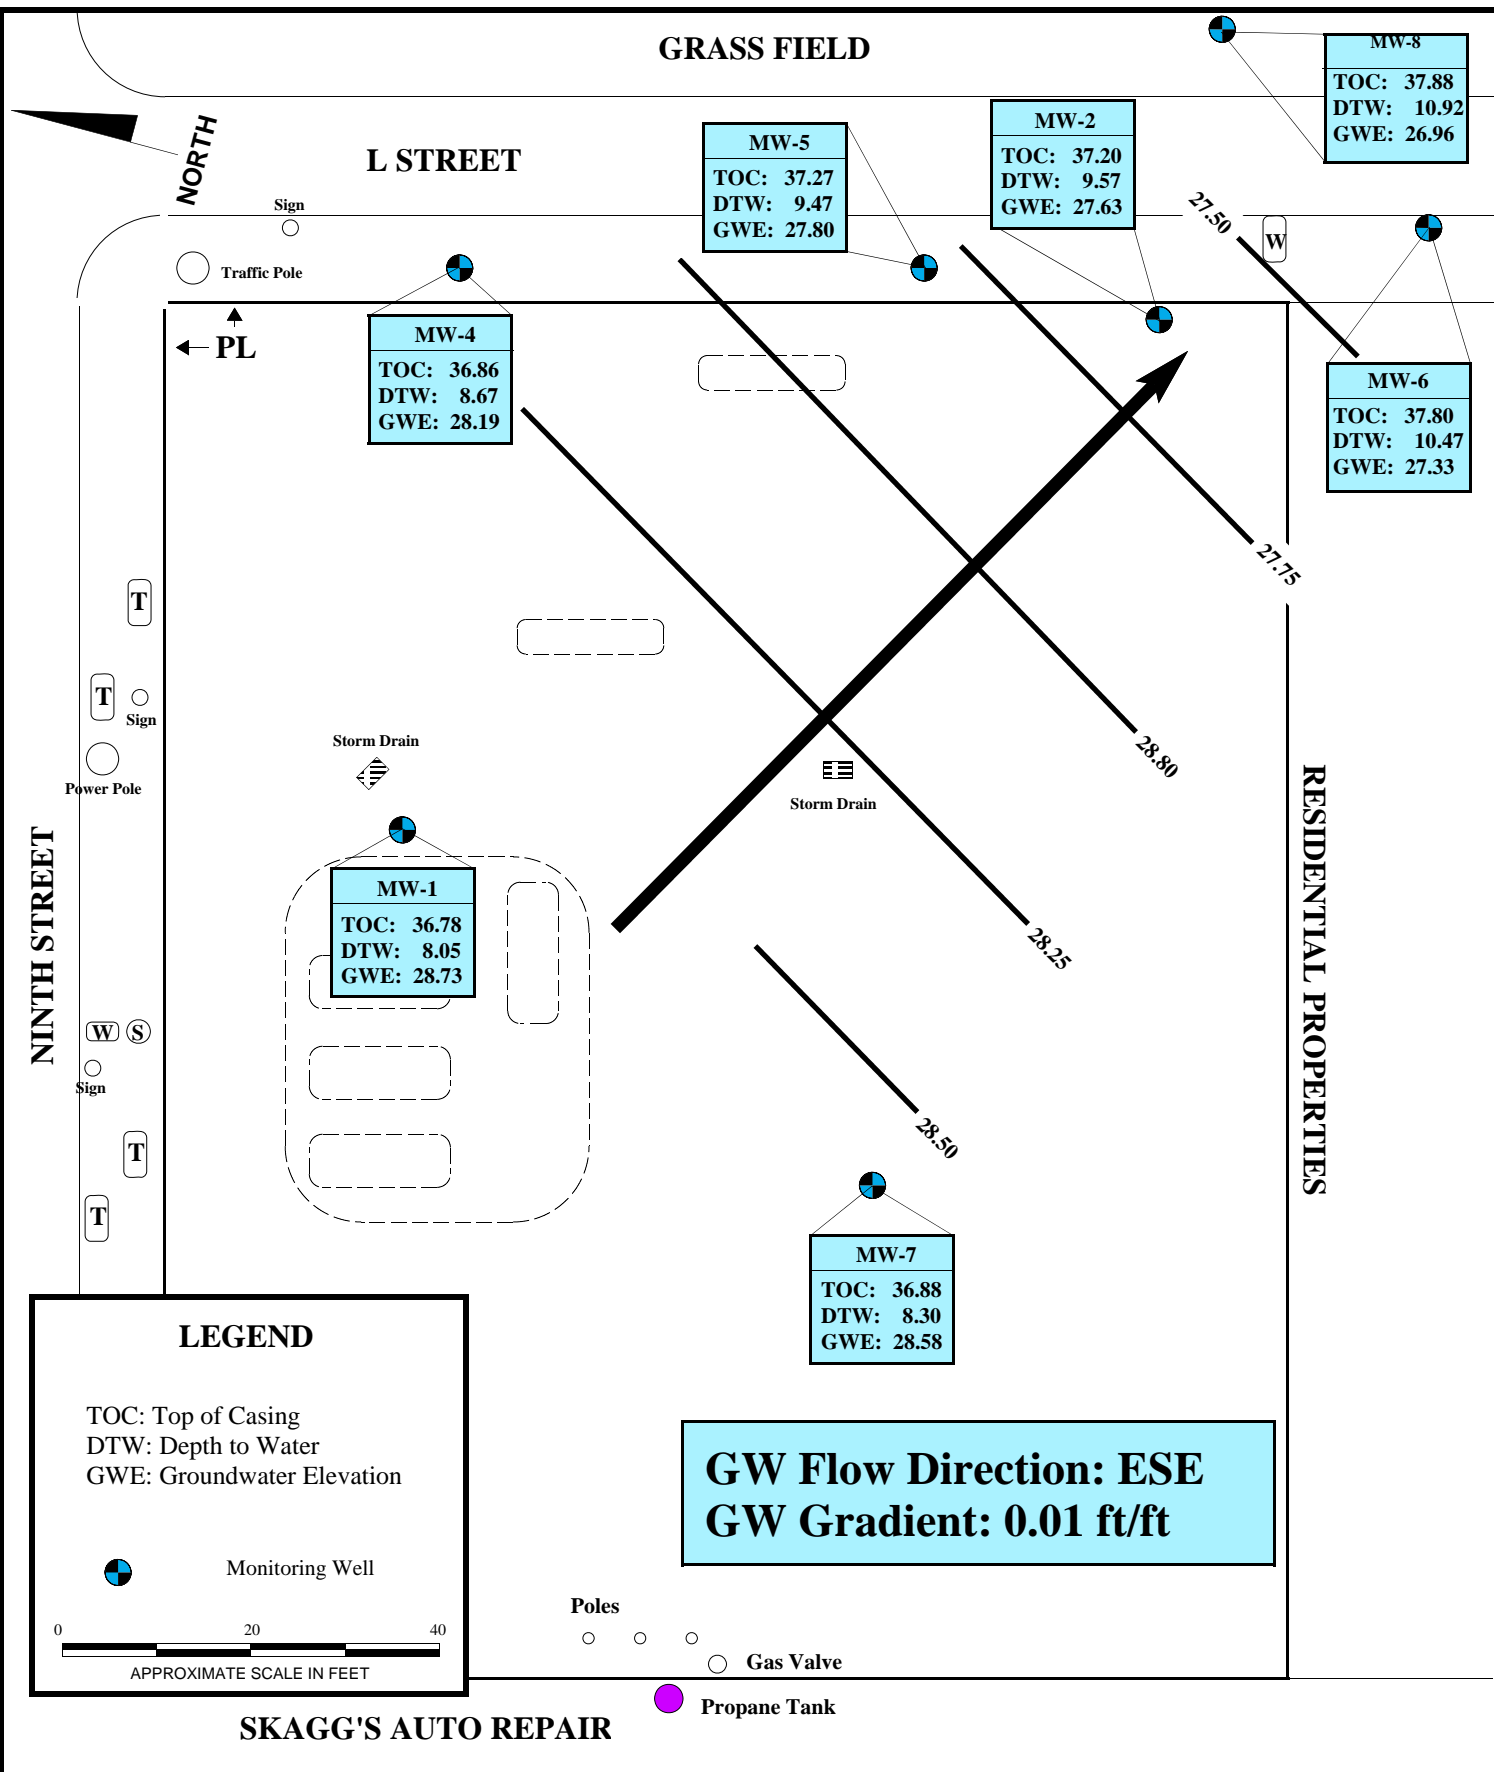 GRASS FIELD
MW-8
TOC: 37.88
DTW: 10.92
GWE: 26.96
NORTH
L STREET
MW-5
TOC: 37.27
DTW: 9.47
GWE: 27.80
MW-2
TOC: 37.20
DTW: 9.57
GWE: 27.63
27.50
W
Sign
Traffic Pole
PL
MW-4
TOC: 36.86
DTW: 8.67
GWE: 28.19
MW-6
TOC: 37.80
DTW: 10.47
GWE: 27.33
27.75
T
T
Sign
Power Pole
Storm Drain
Storm Drain
28.80
RESIDENTIAL PROPERTIES
NINTH STREET
MW-1
TOC: 36.78
DTW: 8.05
GWE: 28.73
28.25
W S
Sign
T
T
28.50
MW-7
TOC: 36.88
DTW: 8.30
GWE: 28.58
LEGEND
TOC: Top of Casing
DTW: Depth to Water
GWE: Groundwater Elevation
Monitoring Well
0 20 40
APPROXIMATE SCALE IN FEET
GW Flow Direction: ESE
GW Gradient: 0.01 ft/ft
Poles
Gas Valve
Propane Tank
SKAGG'S AUTO REPAIR